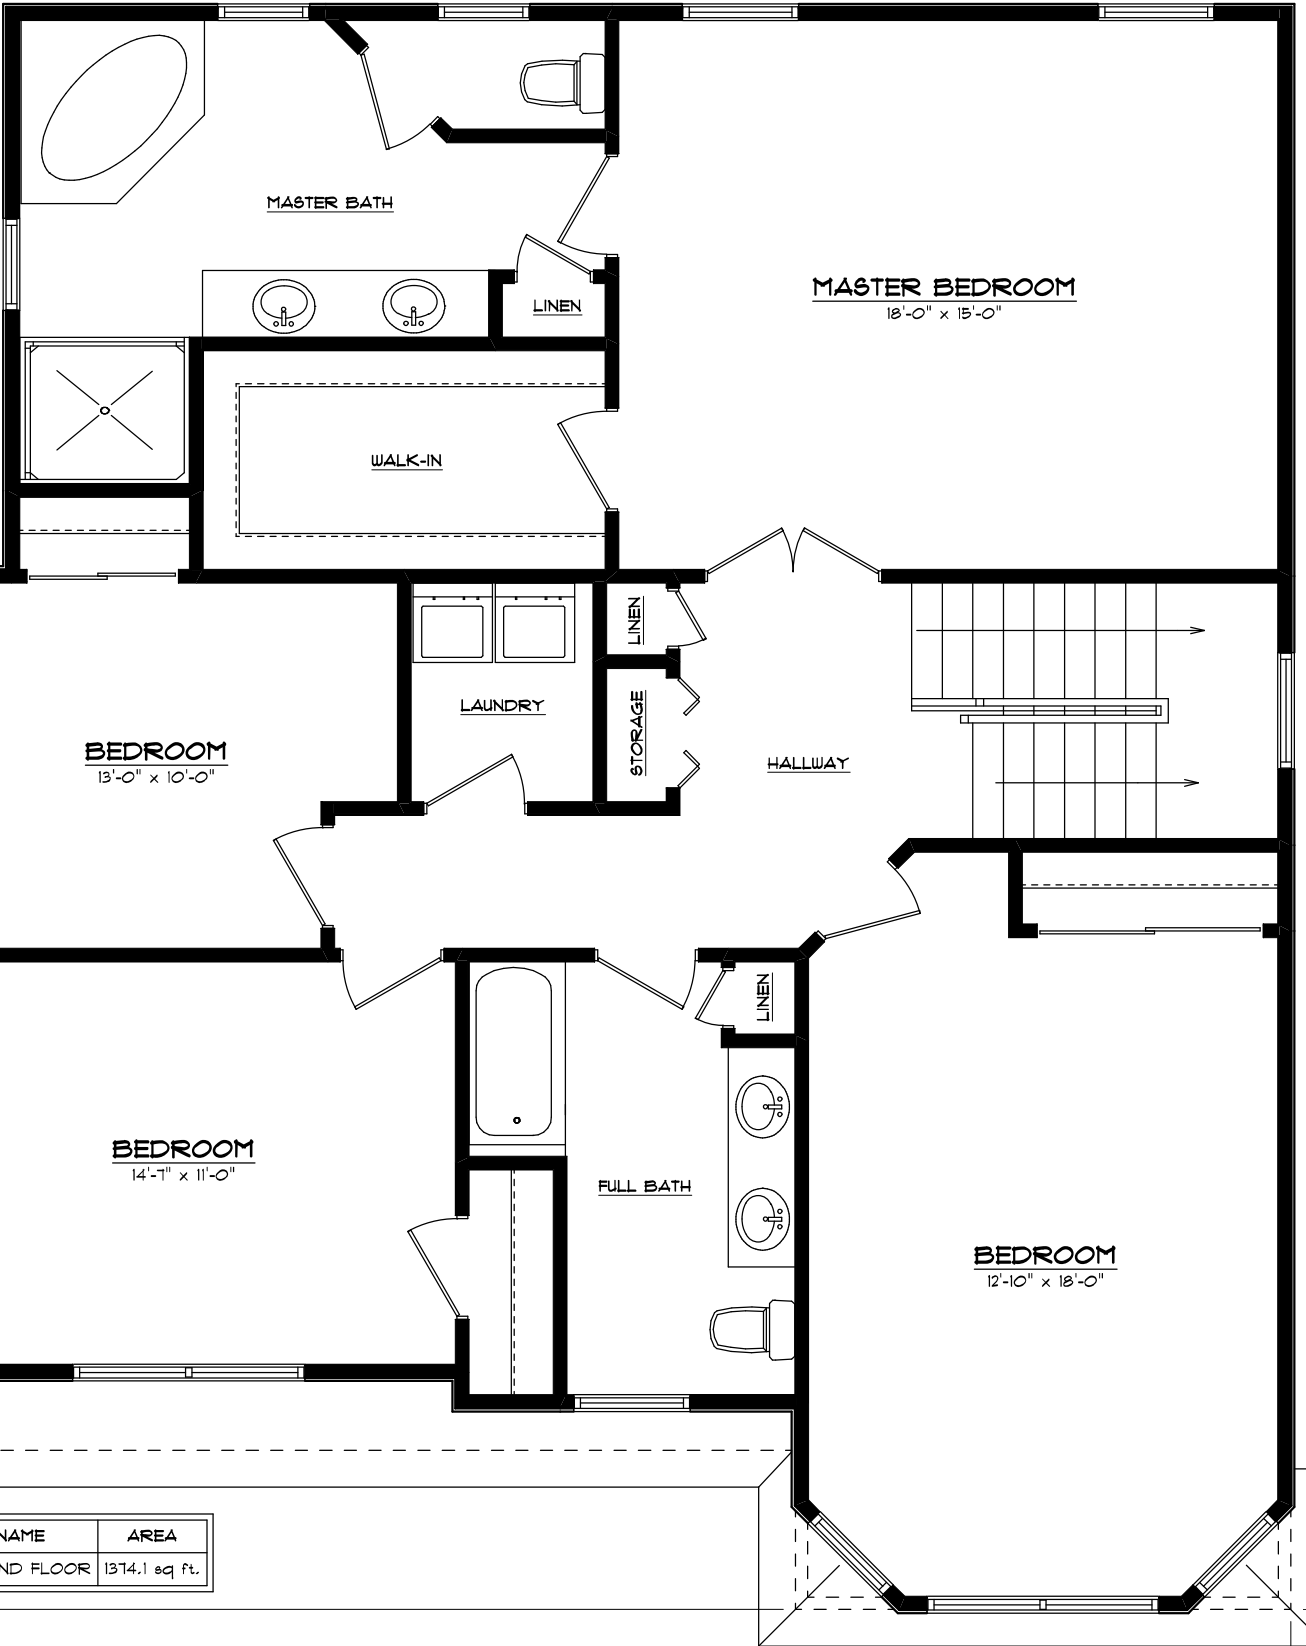 MASTER BATH
LINEN
MASTER BEDROOM
18'-0" x 15'-0"
WALK-IN
LINEN
LAUNDRY
STORAGE
BEDROOM
13'-0" x 10'-0"
HALLWAY
LINEN
BEDROOM
14'-7" x 11'-0"
FULL BATH
BEDROOM
12'-10" x 18'-0"
NAME AREA
ND FLOOR 1374.1 sq ft.